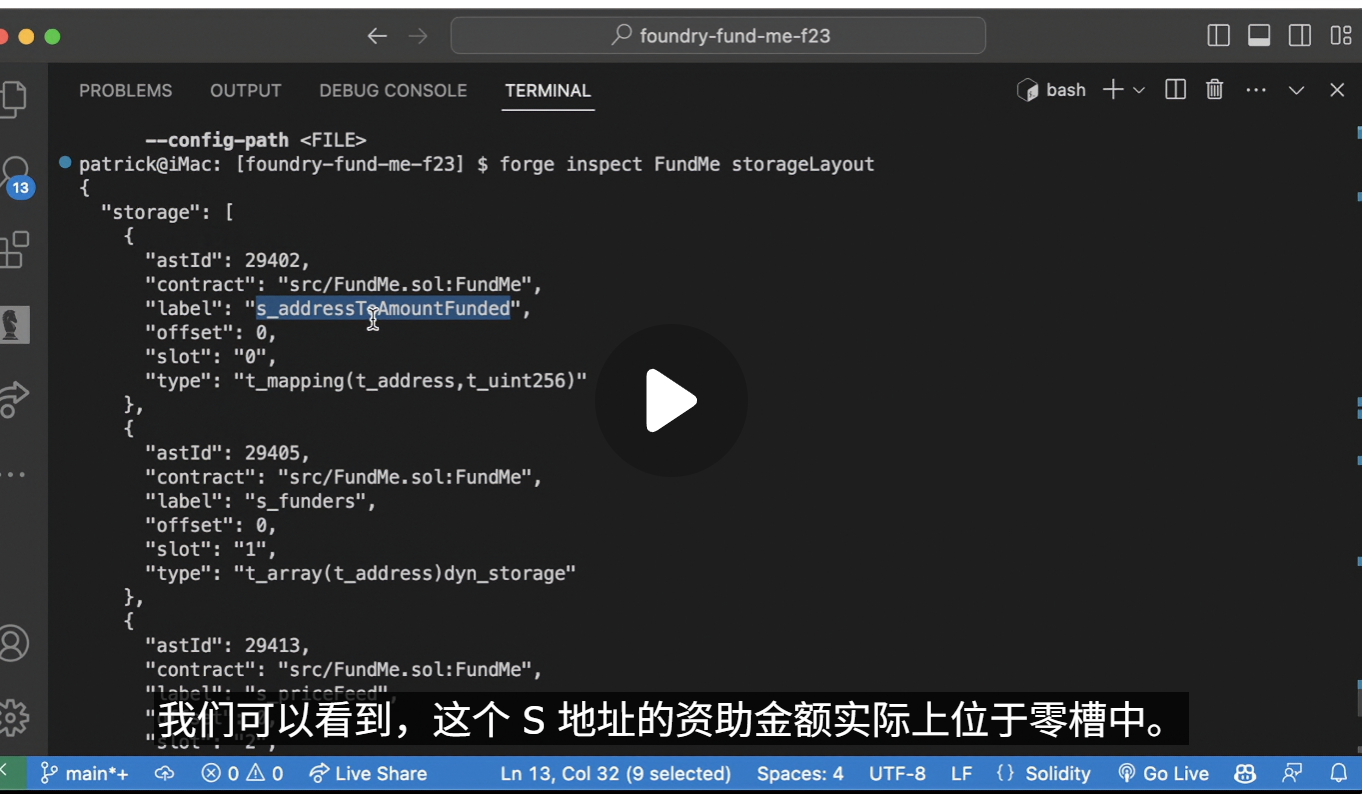 foundry-fund-me-f23
PROBLEMS OUTPUT DEBUG CONSOLE TERMINAL bash
--config-path <FILE>
patrick@iMac: [foundry-fund-me-f23] $ forge inspect FundMe storageLayout
{
"storage": [
{
"astId": 29402,
"contract": "src/FundMe.sol:FundMe",
"label": "s_addressToAmountFunded",
"offset": 0,
"slot": "0",
"type": "t_mapping(t_address,t_uint256)"
},
{
"astId": 29405,
"contract": "src/FundMe.sol:FundMe",
"label": "s_funders",
"offset": 0,
"slot": "1",
"type": "t_array(t_address)dyn_storage"
},
{
"astId": 29413,
"contract": "src/FundMe.sol:FundMe",
"label": "s_priceFeed",
我们可以看到，这个 S 地址的资助金额实际上位于零槽中。
"slot": "2",
13
main*+ 0 0 Live Share Ln 13, Col 32 (9 selected) Spaces: 4 UTF-8 LF {} Solidity Go Live